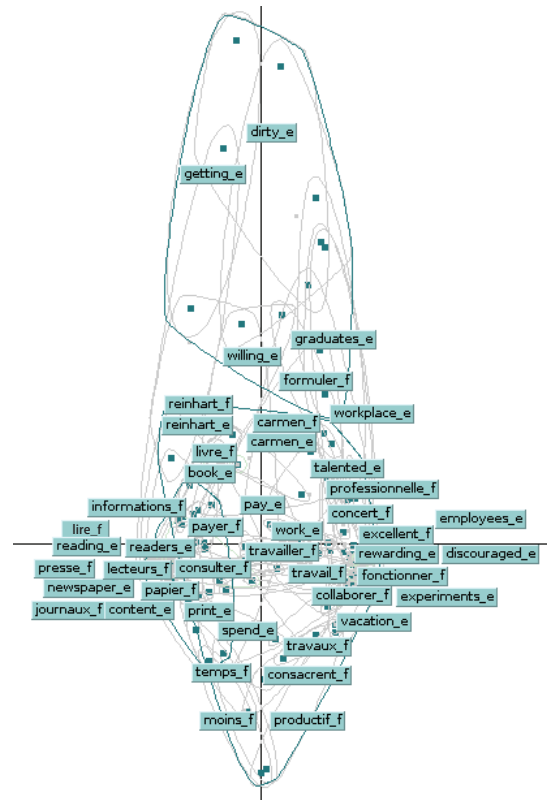 dirty_e
getting_e
graduates_e
willing_e
formuler_f
reinhart_f
workplace_e
carmen_f
reinhart_e
carmen_e
livre_f
talented_e
book_e
professionnelle_f
informations_f
pay_e
concert_f
employees_e
lire_f
payer_f
work_e
excellent_f
reading_e
readers_e
travailler_f
rewarding_e
discouraged_e
presse_f
lecteurs_f
consulter_f
travail_f
fonctionner_f
newspaper_e
papier_f
collaborer_f
experiments_e
journaux_f
content_e
print_e
vacation_e
spend_e
travaux_f
temps_f
consacrent_f
moins_f
productif_f